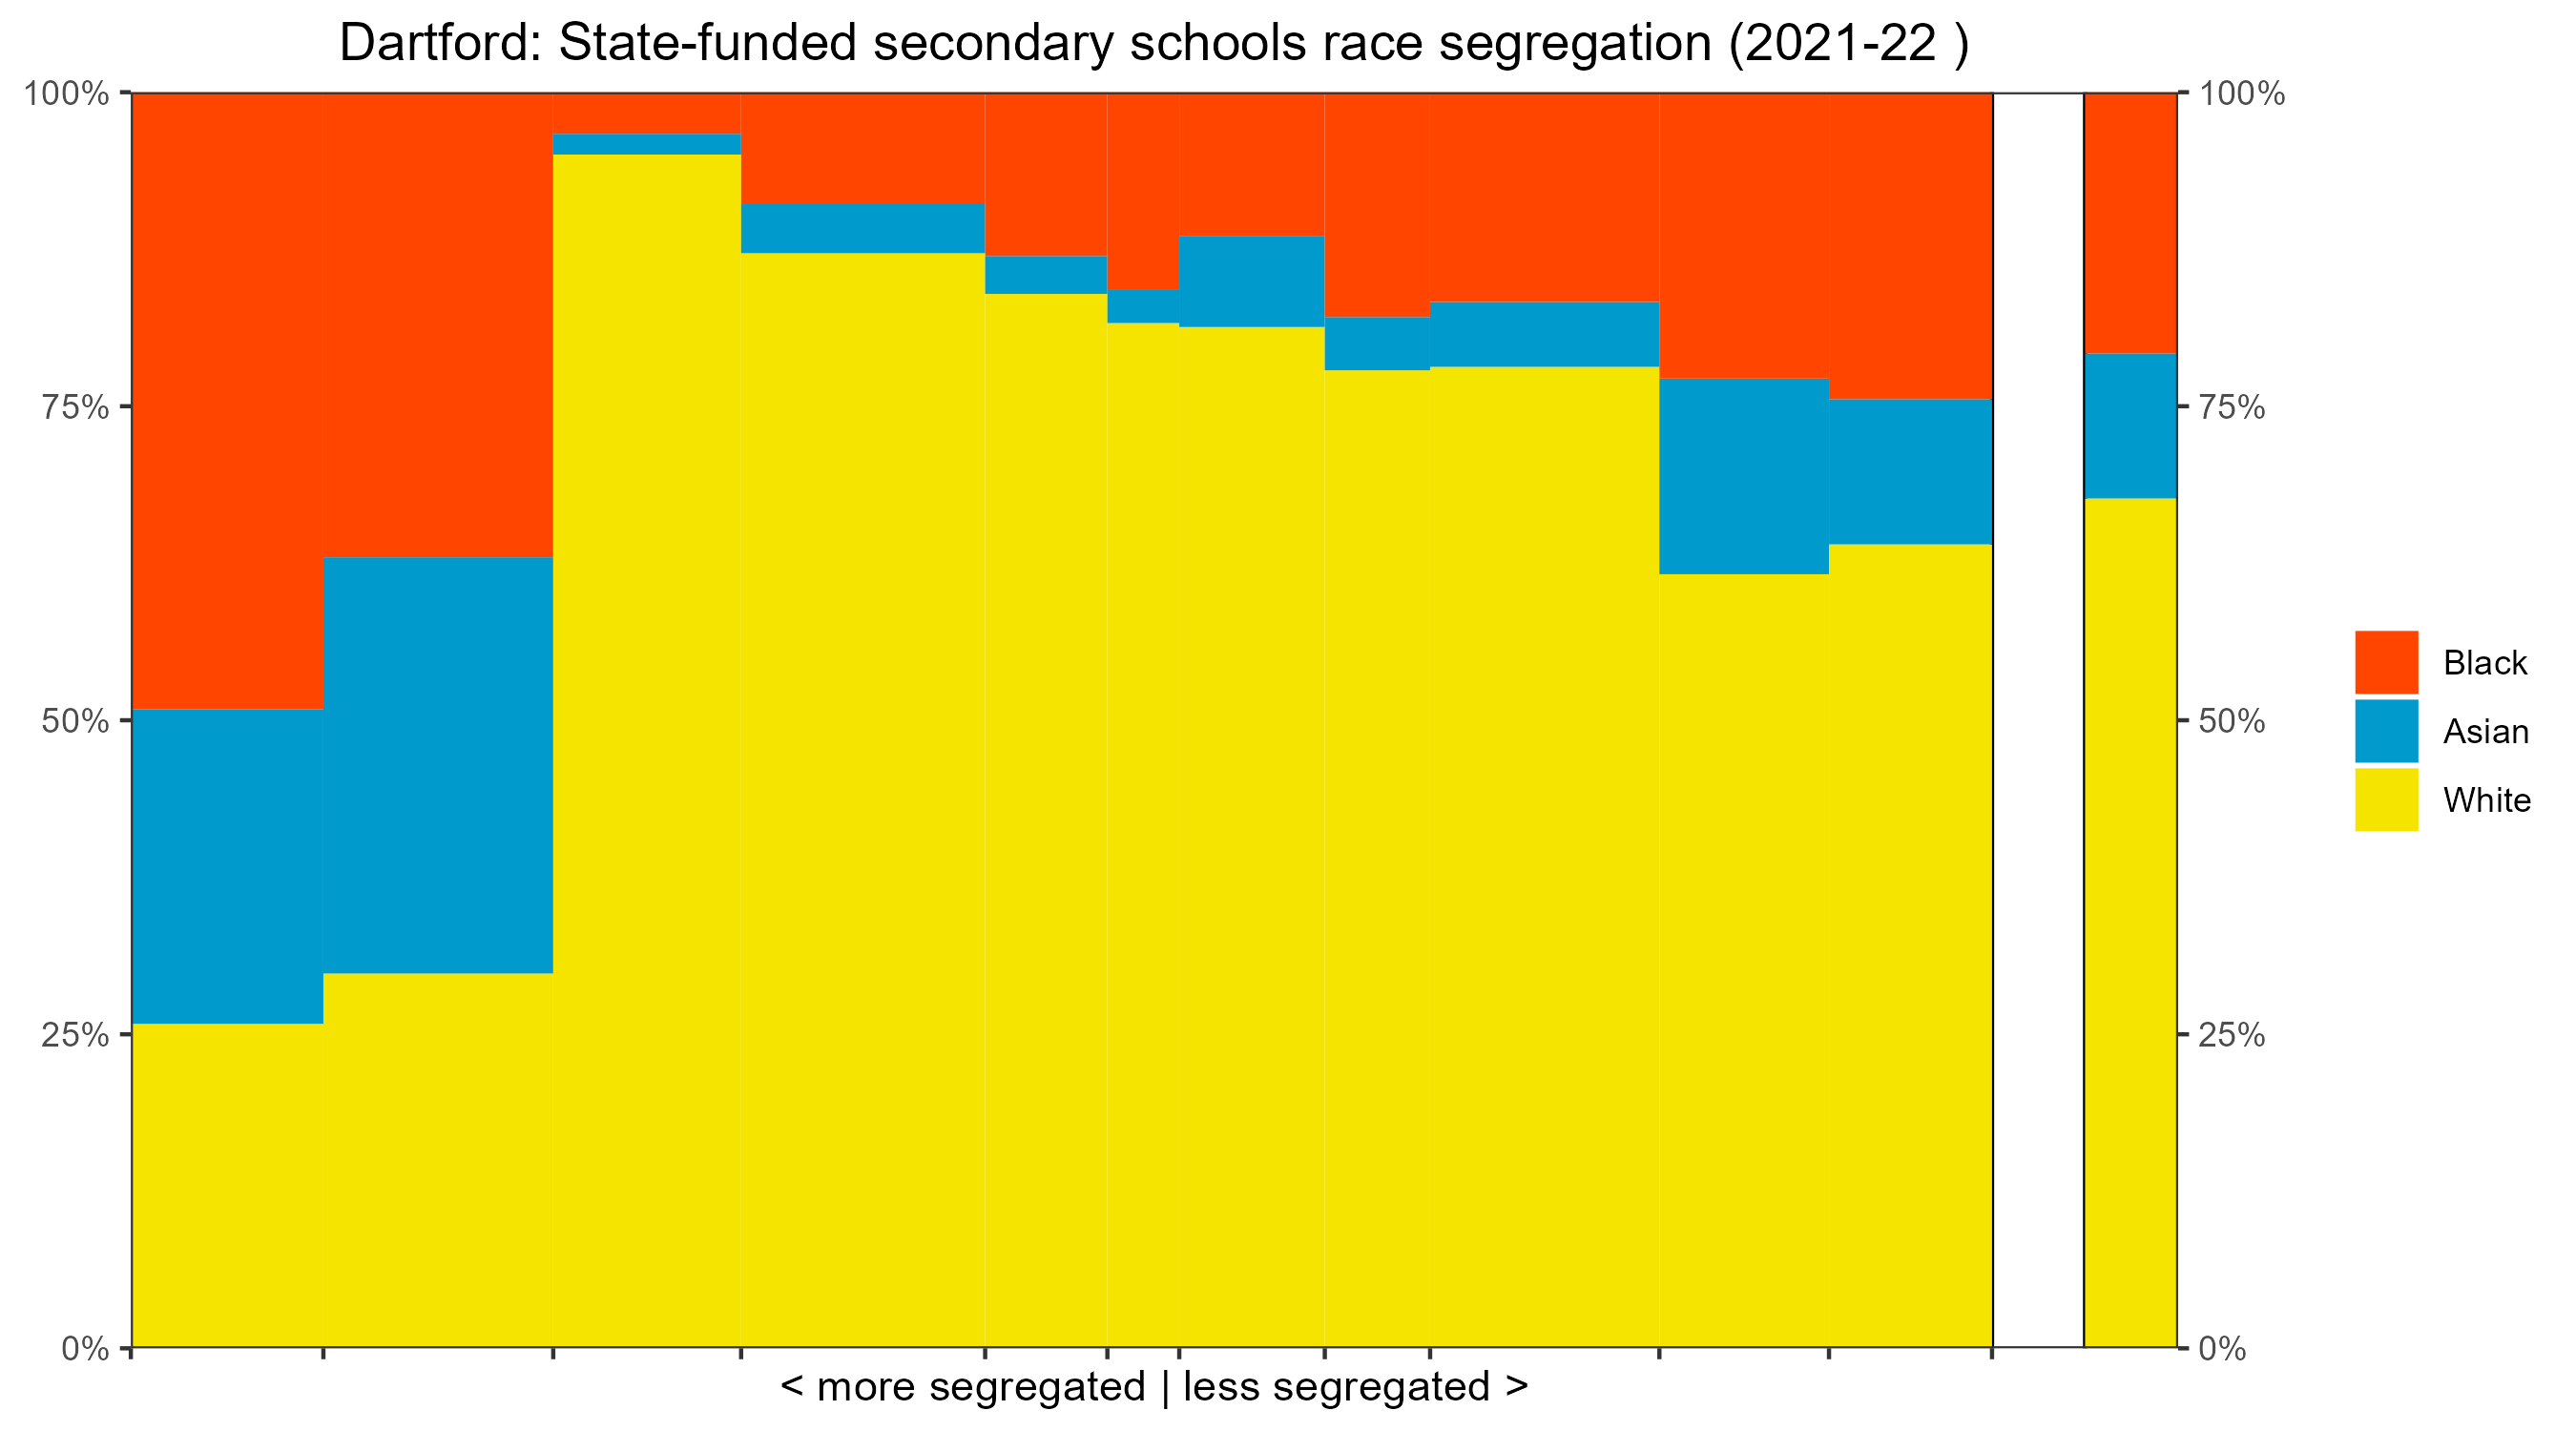 Dartford: State-funded secondary schools race segregation (2021-22 )
100%
75%
50%
25%
0%
100%
75%
50%
25%
0%
Black
Asian
White
< more segregated | less segregated >